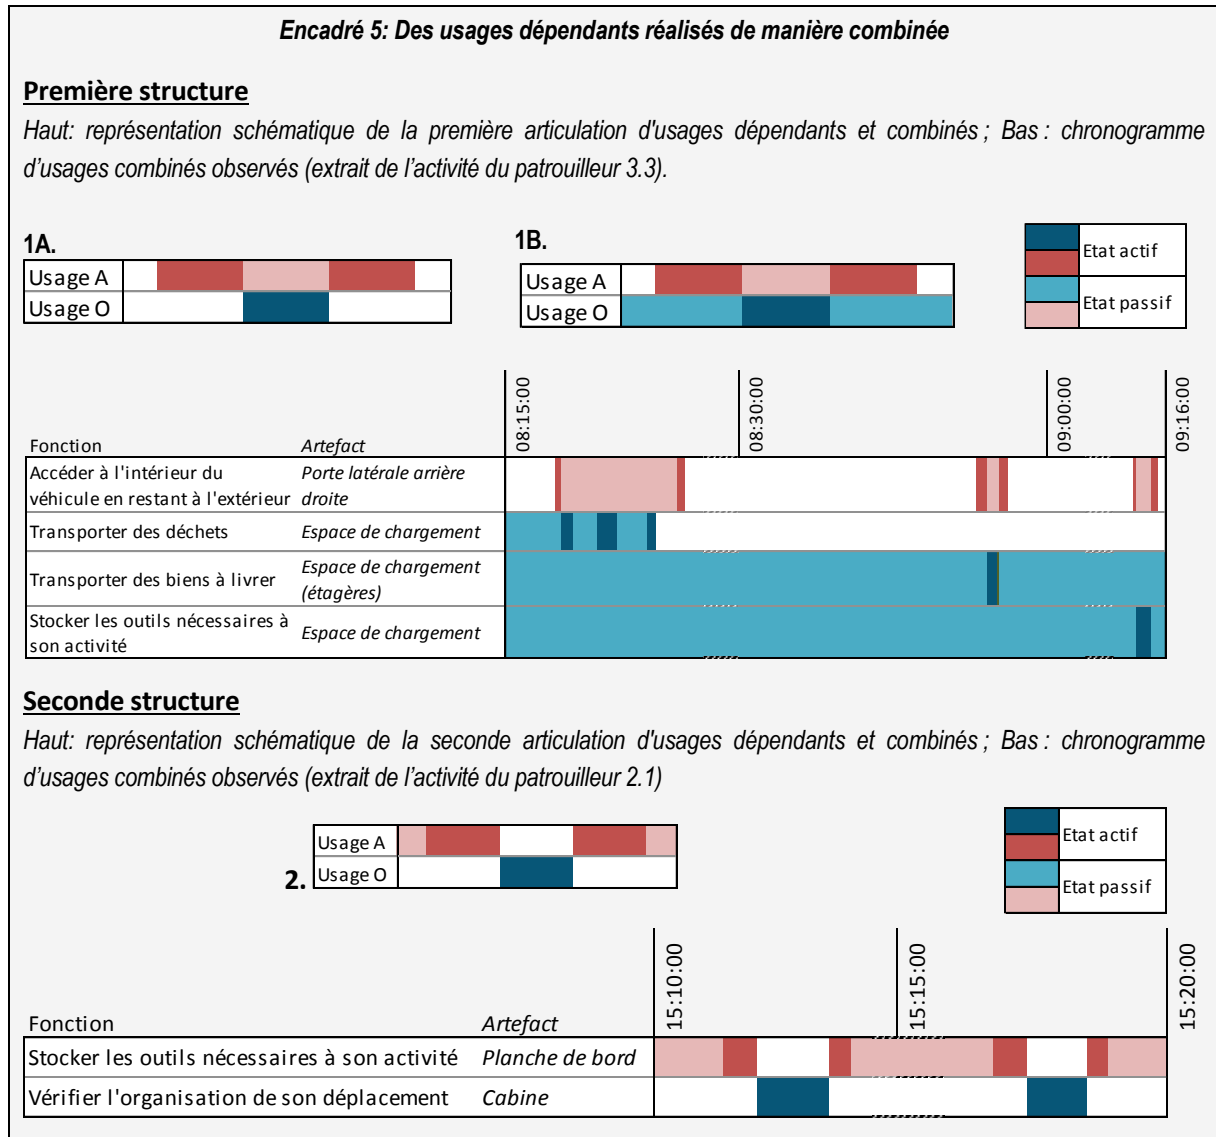 Encadré 5: Des usages dépendants réalisés de manière combinée
Première structure
Haut: représentation schématique de la première articulation d'usages dépendants et combinés ; Bas : chronogramme
d’usages combinés observés (extrait de l’activité du patrouilleur 3.3).
1A.
Usage A
Usage O
1B.
Usage A
Usage O
Etat actif
Etat passif
08:15:00
08:30:00
09:00:00
09:16:00
Fonction Artefact
Accéder à l'intérieur du
véhicule en restant à l'extérieur
Porte latérale arrière
droite
Transporter des déchets Espace de chargement
Transporter des biens à livrer
Espace de chargement
(étagères)
Stocker les outils nécessaires à
son activité
Espace de chargement
Seconde structure
Haut: représentation schématique de la seconde articulation d'usages dépendants et combinés ; Bas : chronogramme
d’usages combinés observés (extrait de l’activité du patrouilleur 2.1)
2.
Usage A
Usage O
Etat actif
Etat passif
15:10:00
15:15:00
15:20:00
Fonction Artefact
Stocker les outils nécessaires à son activité Planche de bord
Vérifier l'organisation de son déplacement Cabine